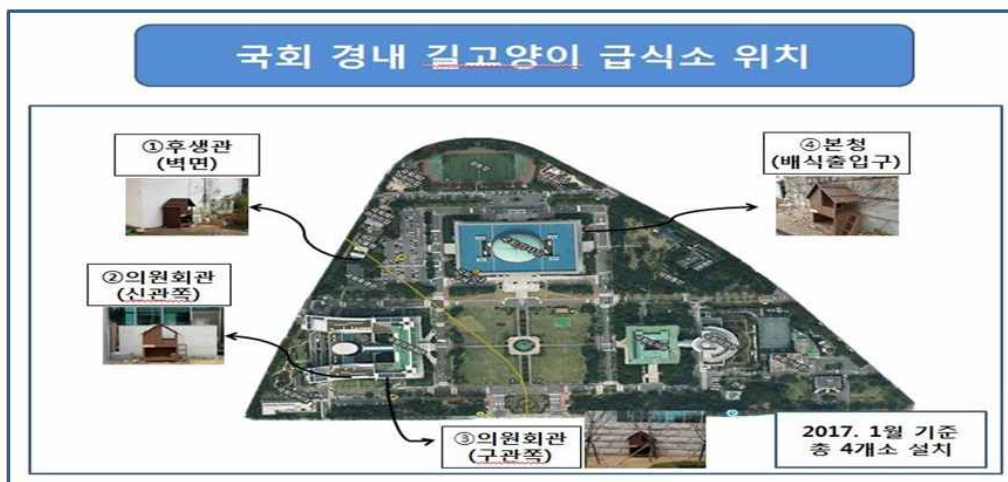 국회 경내 길고양이 급식소 위치
①후생관
(벽면)
④본청
(배식출입구)
②의원회관
(신관쪽)
③의원회관
(구관쪽)
2017. 1월 기준
총 4개소 설치